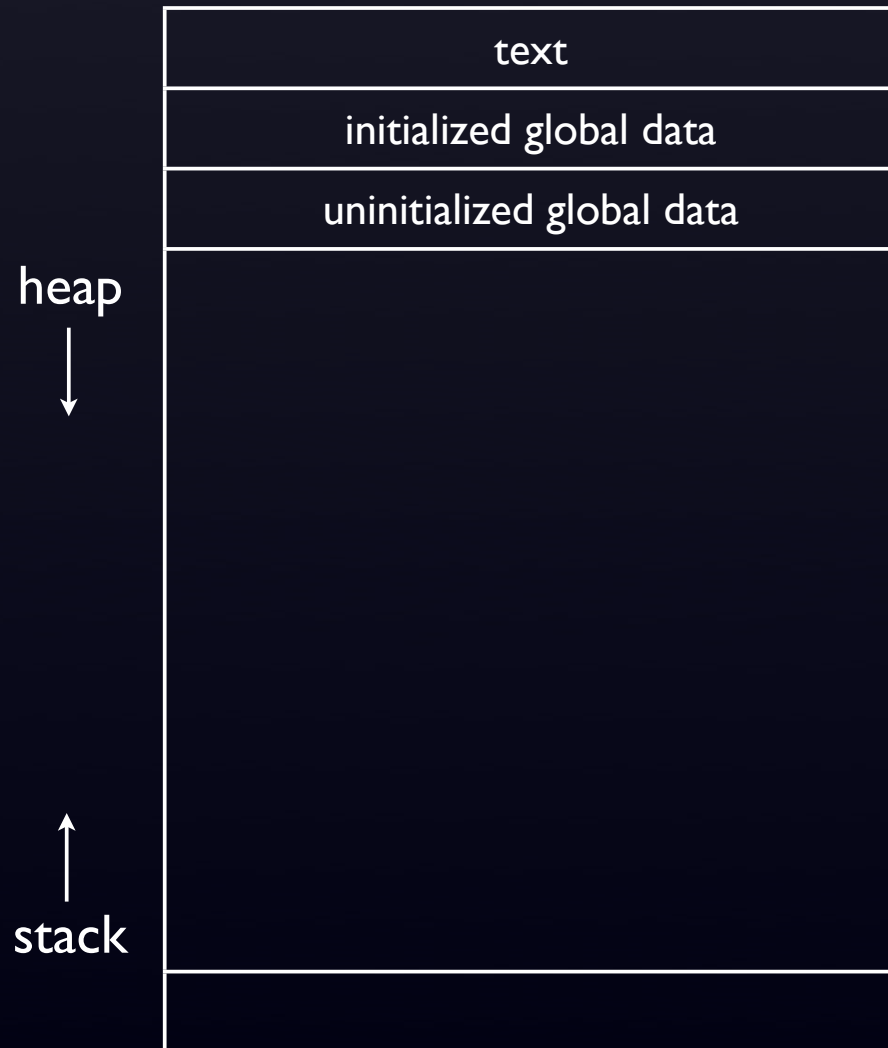 text
initialized global data
uninitialized global data
heap
stack